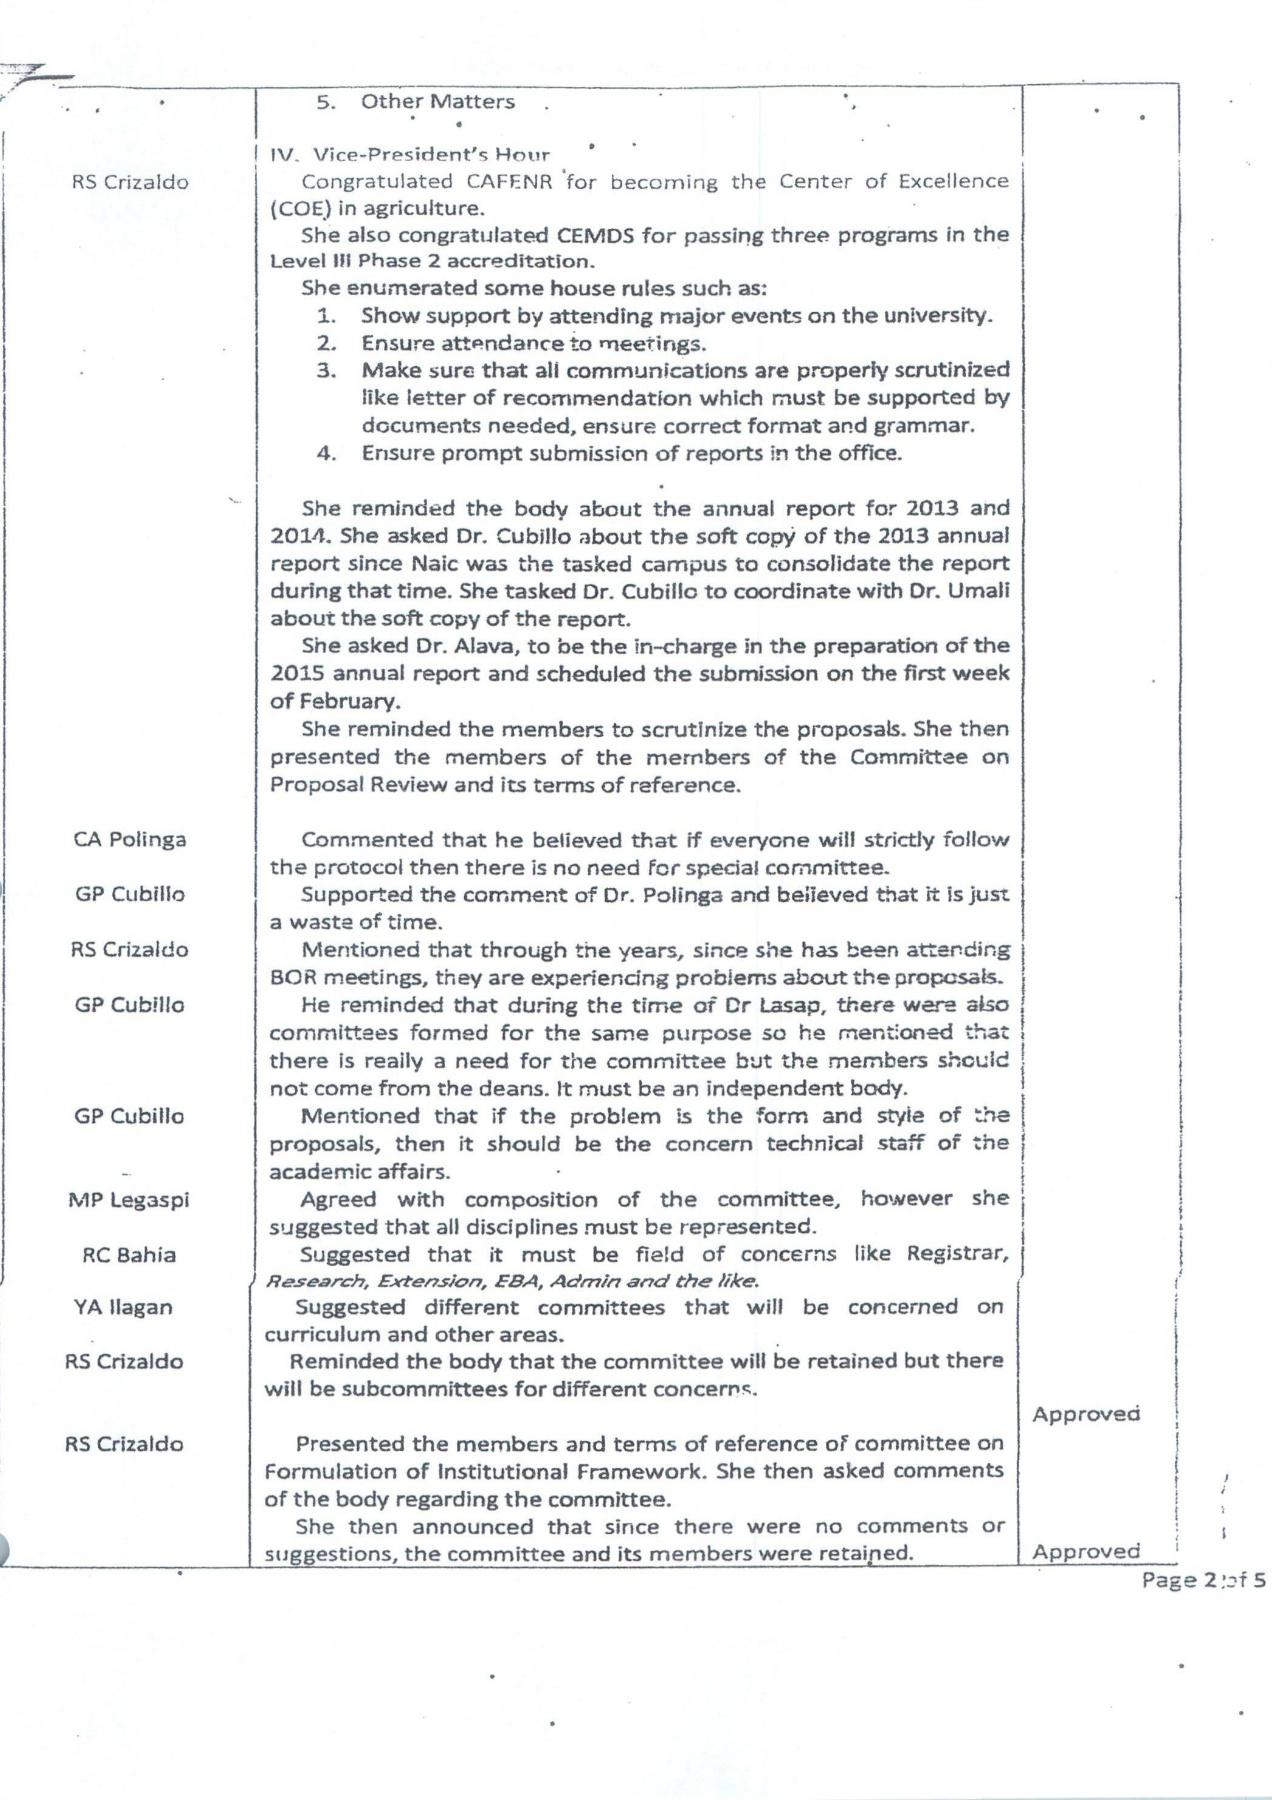 5. Other Matters
IV. Vice-President's Hour
RS Crizaldo
Congratulated CAFENR for becoming the Center of Excellence
(COE) in agriculture.
She also congratulated CEMDS for passing three programs in the
Level III Phase 2 accreditation.
She enumerated some house rules such as:
1. Show support by attending major events on the university.
2. Ensure attendance to meetings.
3. Make sure that all communications are properly scrutinized
like letter of recommendation which must be supported by
documents needed, ensure correct format and grammar.
4. Ensure prompt submission of reports in the office.
She reminded the body about the annual report for 2013 and
2014. She asked Dr. Cubillo about the soft copy of the 2013 annual
report since Naic was the tasked campus to consolidate the report
during that time. She tasked Dr. Cubillo to coordinate with Dr. Umali
about the soft copy of the report.
She asked Dr. Alava, to be the in-charge in the preparation of the
2015 annual report and scheduled the submission on the first week
of February.
She reminded the members to scrutinize the proposals. She then
presented the members of the members of the Committee on
Proposal Review and its terms of reference.
CA Polinga
Commented that he believed that if everyone will strictly follow
the protocol then there is no need for special committee.
GP Cubillo
Supported the comment of Dr. Polinga and believed that it is just
a waste of time.
RS Crizaldo
Mentioned that through the years, since she has been attending
BOR meetings, they are experiencing problems about the proposals.
GP Cubillo
He reminded that during the time of Dr Lasap, there were also
committees formed for the same purpose so he mentioned that
there is really a need for the committee but the members should
not come from the deans. It must be an independent body.
GP Cubillo
Mentioned that if the problem is the form and style of the
proposals, then it should be the concern technical staff of the
academic affairs.
MP Legaspi
Agreed with composition of the committee, however she
suggested that all disciplines must be represented.
RC Bahia
Suggested that it must be field of concerns like Registrar,
Research, Extension, EBA, Admin and the like.
YA Ilagan
Suggested different committees that will be concerned on
curriculum and other areas.
RS Crizaldo
Reminded the body that the committee will be retained but there
will be subcommittees for different concerns.
Approved
RS Crizaldo
Presented the members and terms of reference of committee on
Formulation of Institutional Framework. She then asked comments
of the body regarding the committee.
She then announced that since there were no comments or
suggestions, the committee and its members were retained.
Approved
Page 2 of 5